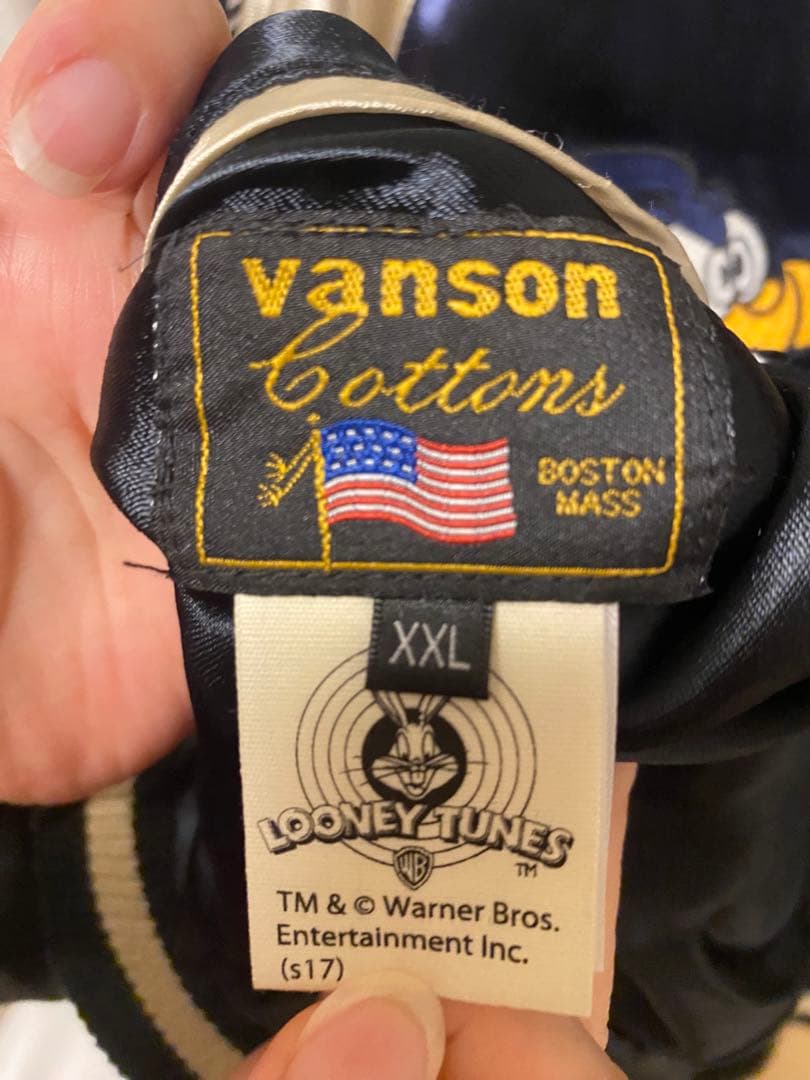 vanson
Cottons
BOSTON
MASS
XXL
LOONEY TUNES
WB
TM
TM & © Warner Bros.
Entertainment Inc.
(s17)